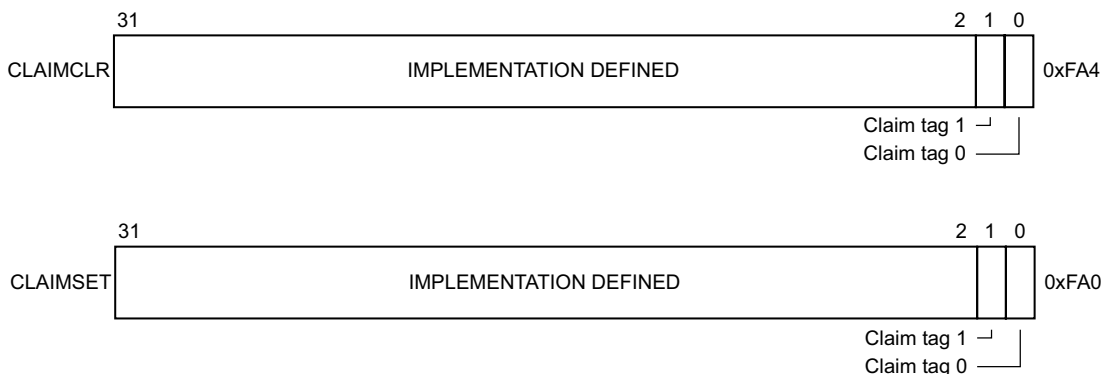 31 2 1 0
CLAIMCLR IMPLEMENTATION DEFINED 0xFA4
Claim tag 1
Claim tag 0
31 2 1 0
CLAIMSET IMPLEMENTATION DEFINED 0xFA0
Claim tag 1
Claim tag 0